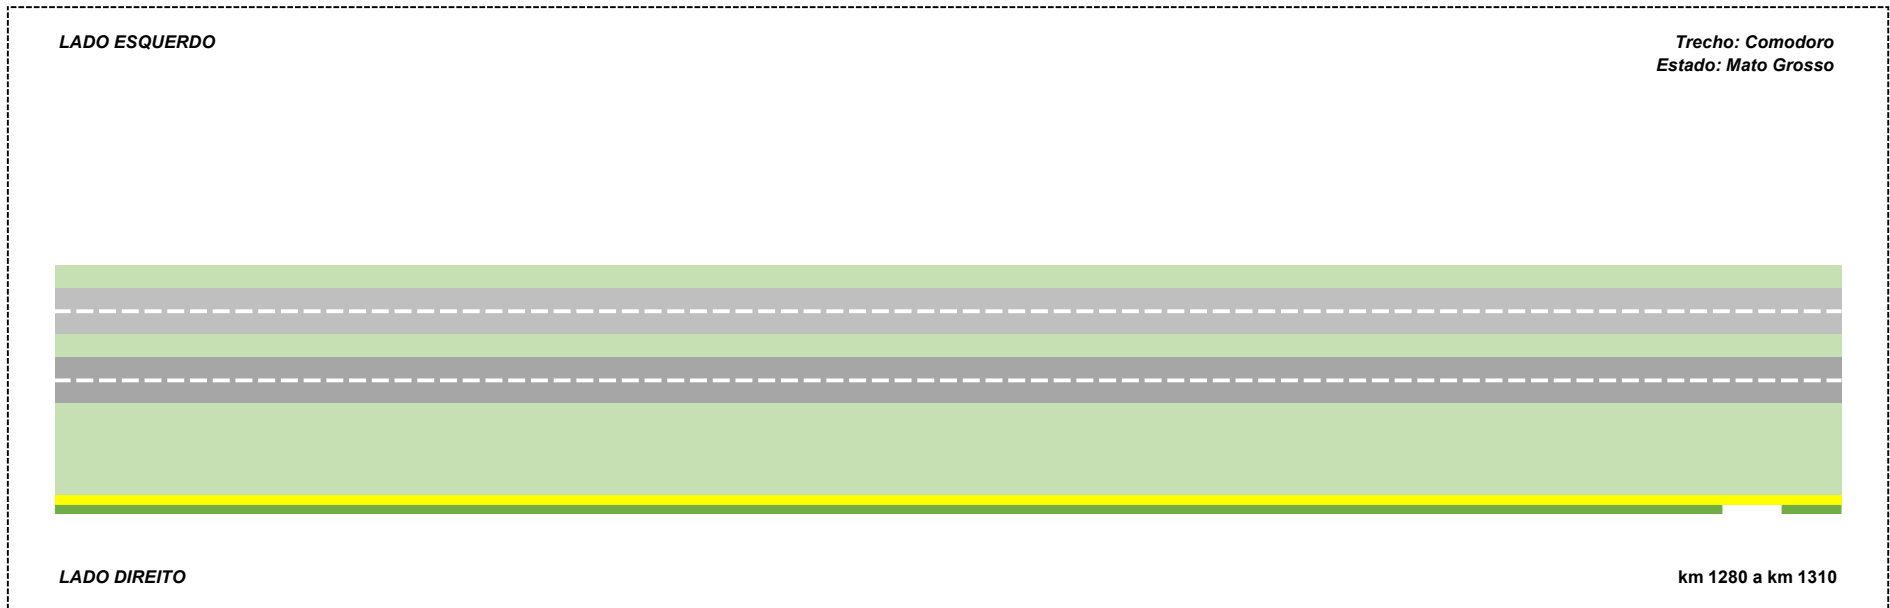 LADO ESQUERDO
Trecho: Comodoro
Estado: Mato Grosso
LADO DIREITO
km 1280 a km 1310